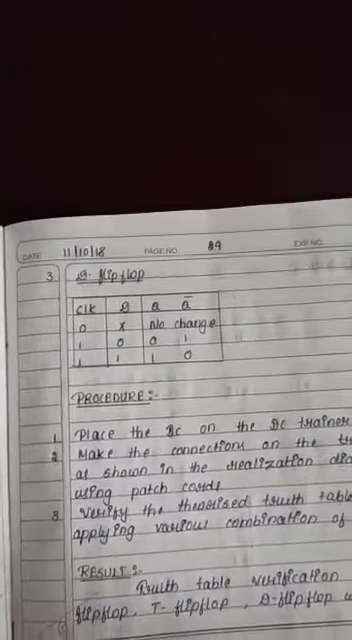 DATE 11/10/18 PAGE NO. 89 EXP.NO.
3 D- flipflop
Clk D Q Q̅
0 X No change
1 0 0 1
1 1 1 0
PROCEDURE:-
1 Place the IC on the IC trainer
2 Make the connections on the
as shown in the realization
using patch cords
3 Verify the theorised truth table
applying various combination of
RESULT :-
Truth table verification
flipflop, T- flipflop, D-flipflop